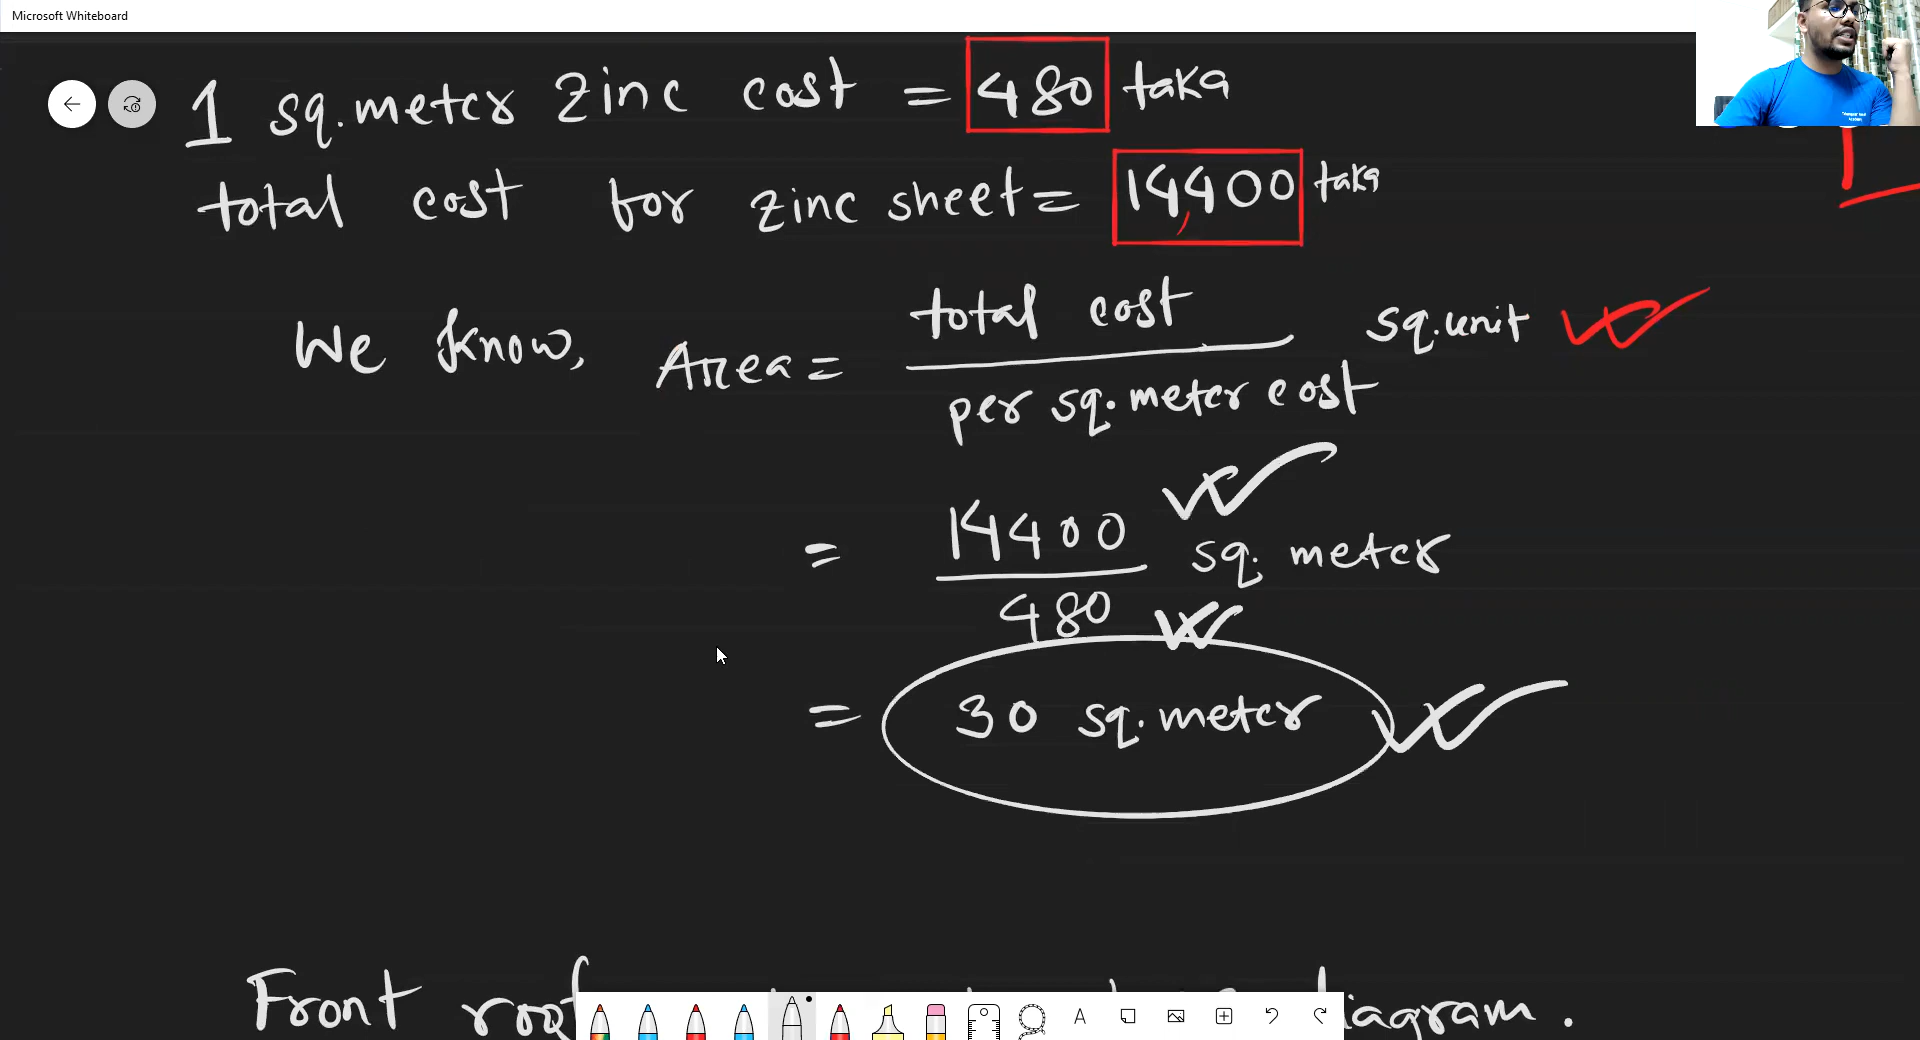 Microsoft Whiteboard
1 sq.meter zinc cost = 480 taka
total cost for zinc sheet = 14,400 taka
We know, Area = total cost / per sq.meter cost sq.unit
= 14400 / 480 sq. meter
= 30 sq.meter
Front roof diagram.